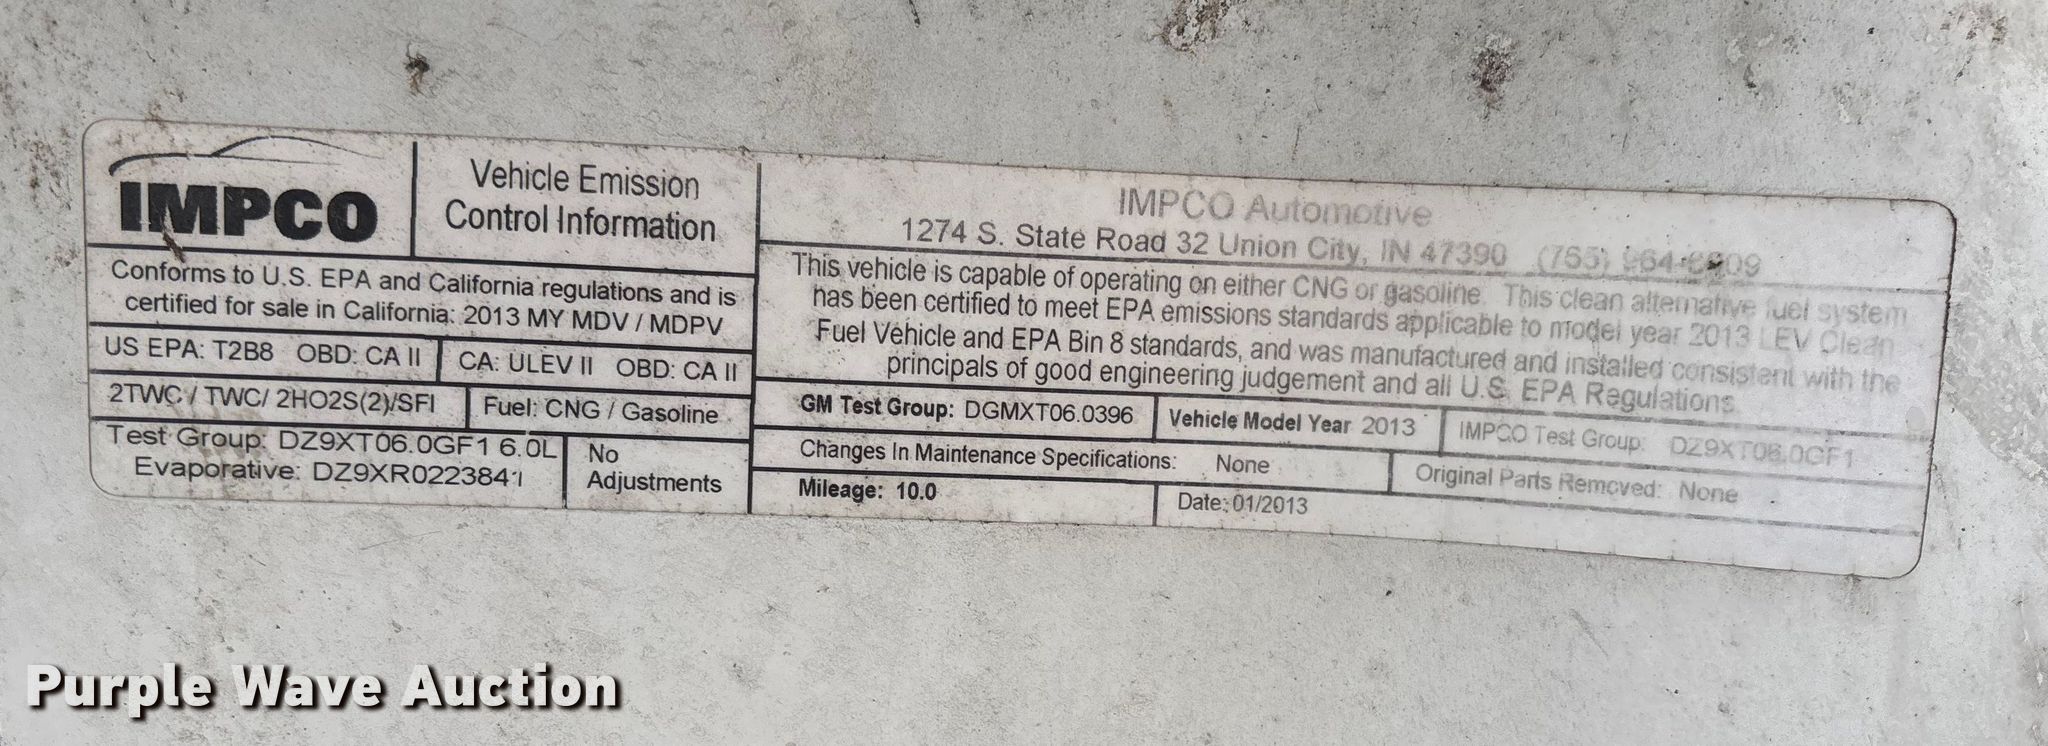 IMPCO
Vehicle Emission
Control Information
Conforms to U.S. EPA and California regulations and is
certified for sale in California: 2013 MY MDV / MDPV
US EPA: T2B8 OBD: CA II
CA: ULEV II OBD: CA II
2TWC / TWC/ 2HO2S(2)/SFI
Fuel: CNG / Gasoline
Test Group: DZ9XT06.0GF1 6.0L
Evaporative: DZ9XR0223841
No
Adjustments
IMPCO Automotive
1274 S. State Road 32 Union City, IN 47390 (765)
This vehicle is capable of operating on either CNG or gasoline. This clean alternative fuel system
has been certified to meet EPA emissions standards applicable to model year 2013 LEV Clean
Fuel Vehicle and EPA Bin 8 standards, and was manufactured and installed consistent with the
principals of good engineering judgement and all U.S. EPA Regulations
GM Test Group: DGMXT06.0396
Vehicle Model Year 2013
IMPCO Test Group: DZ9XT06.0GF1
Changes In Maintenance Specifications: None
Original Parts Removed: None
Mileage: 10.0
Date: 01/2013
Purple Wave Auction